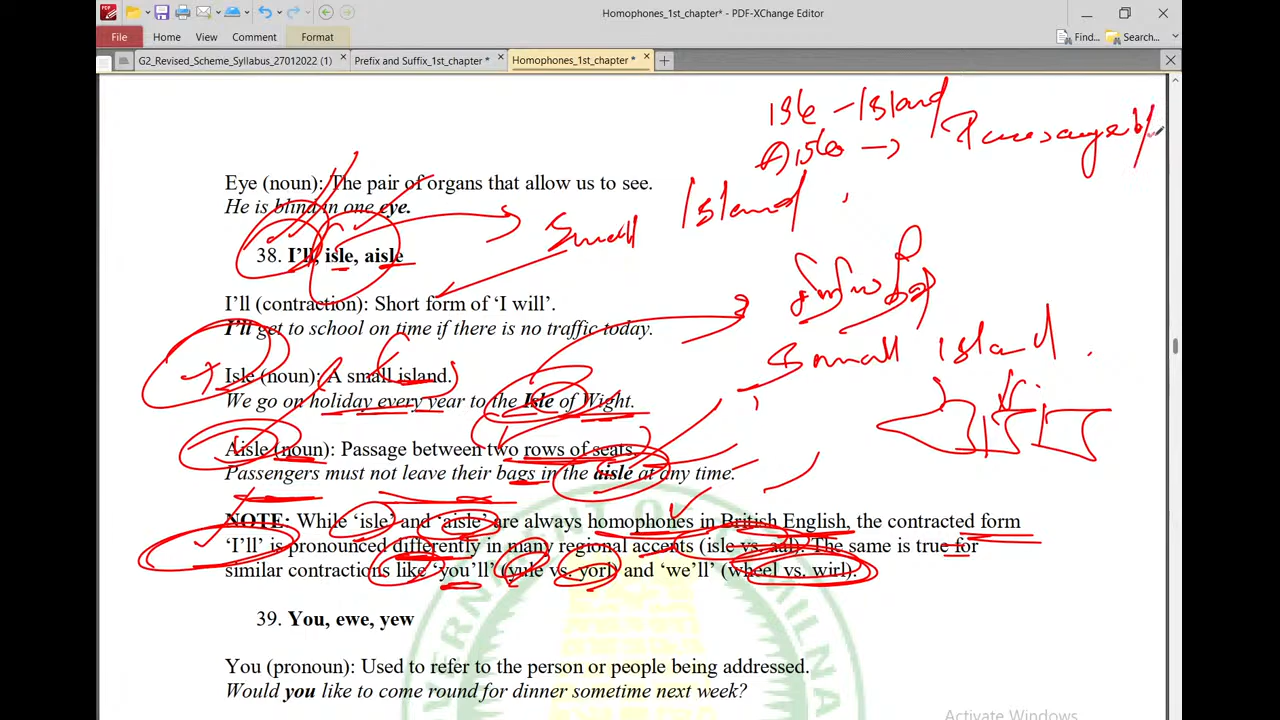 Homophones_1st_chapter* - PDF-XChange Editor
File Home View Comment Format Find... Search...
G2_Revised_Scheme_Syllabus_27012022 (1) Prefix and Suffix_1st_chapter * Homophones_1st_chapter *
Isle - Island
Aisle
Eye (noun): The pair of organs that allow us to see.
He is blind in one eye.
Small Island
38. I'll, isle, aisle
I'll (contraction): Short form of 'I will'.
I'll get to school on time if there is no traffic today.
Small island
Isle (noun): A small island.
We go on holiday every year to the Isle of Wight.
Aisle (noun): Passage between two rows of seats.
Passengers must not leave their bags in the aisle at any time.
NOTE: While 'isle' and 'aisle' are always homophones in British English, the contracted form
'I'll' is pronounced differently in many regional accents (isle vs. aal). The same is true for
similar contractions like 'you'll' (yule vs. yorl) and 'we'll' (wheel vs. wirl).
39. You, ewe, yew
You (pronoun): Used to refer to the person or people being addressed.
Would you like to come round for dinner sometime next week?
Activate Windows